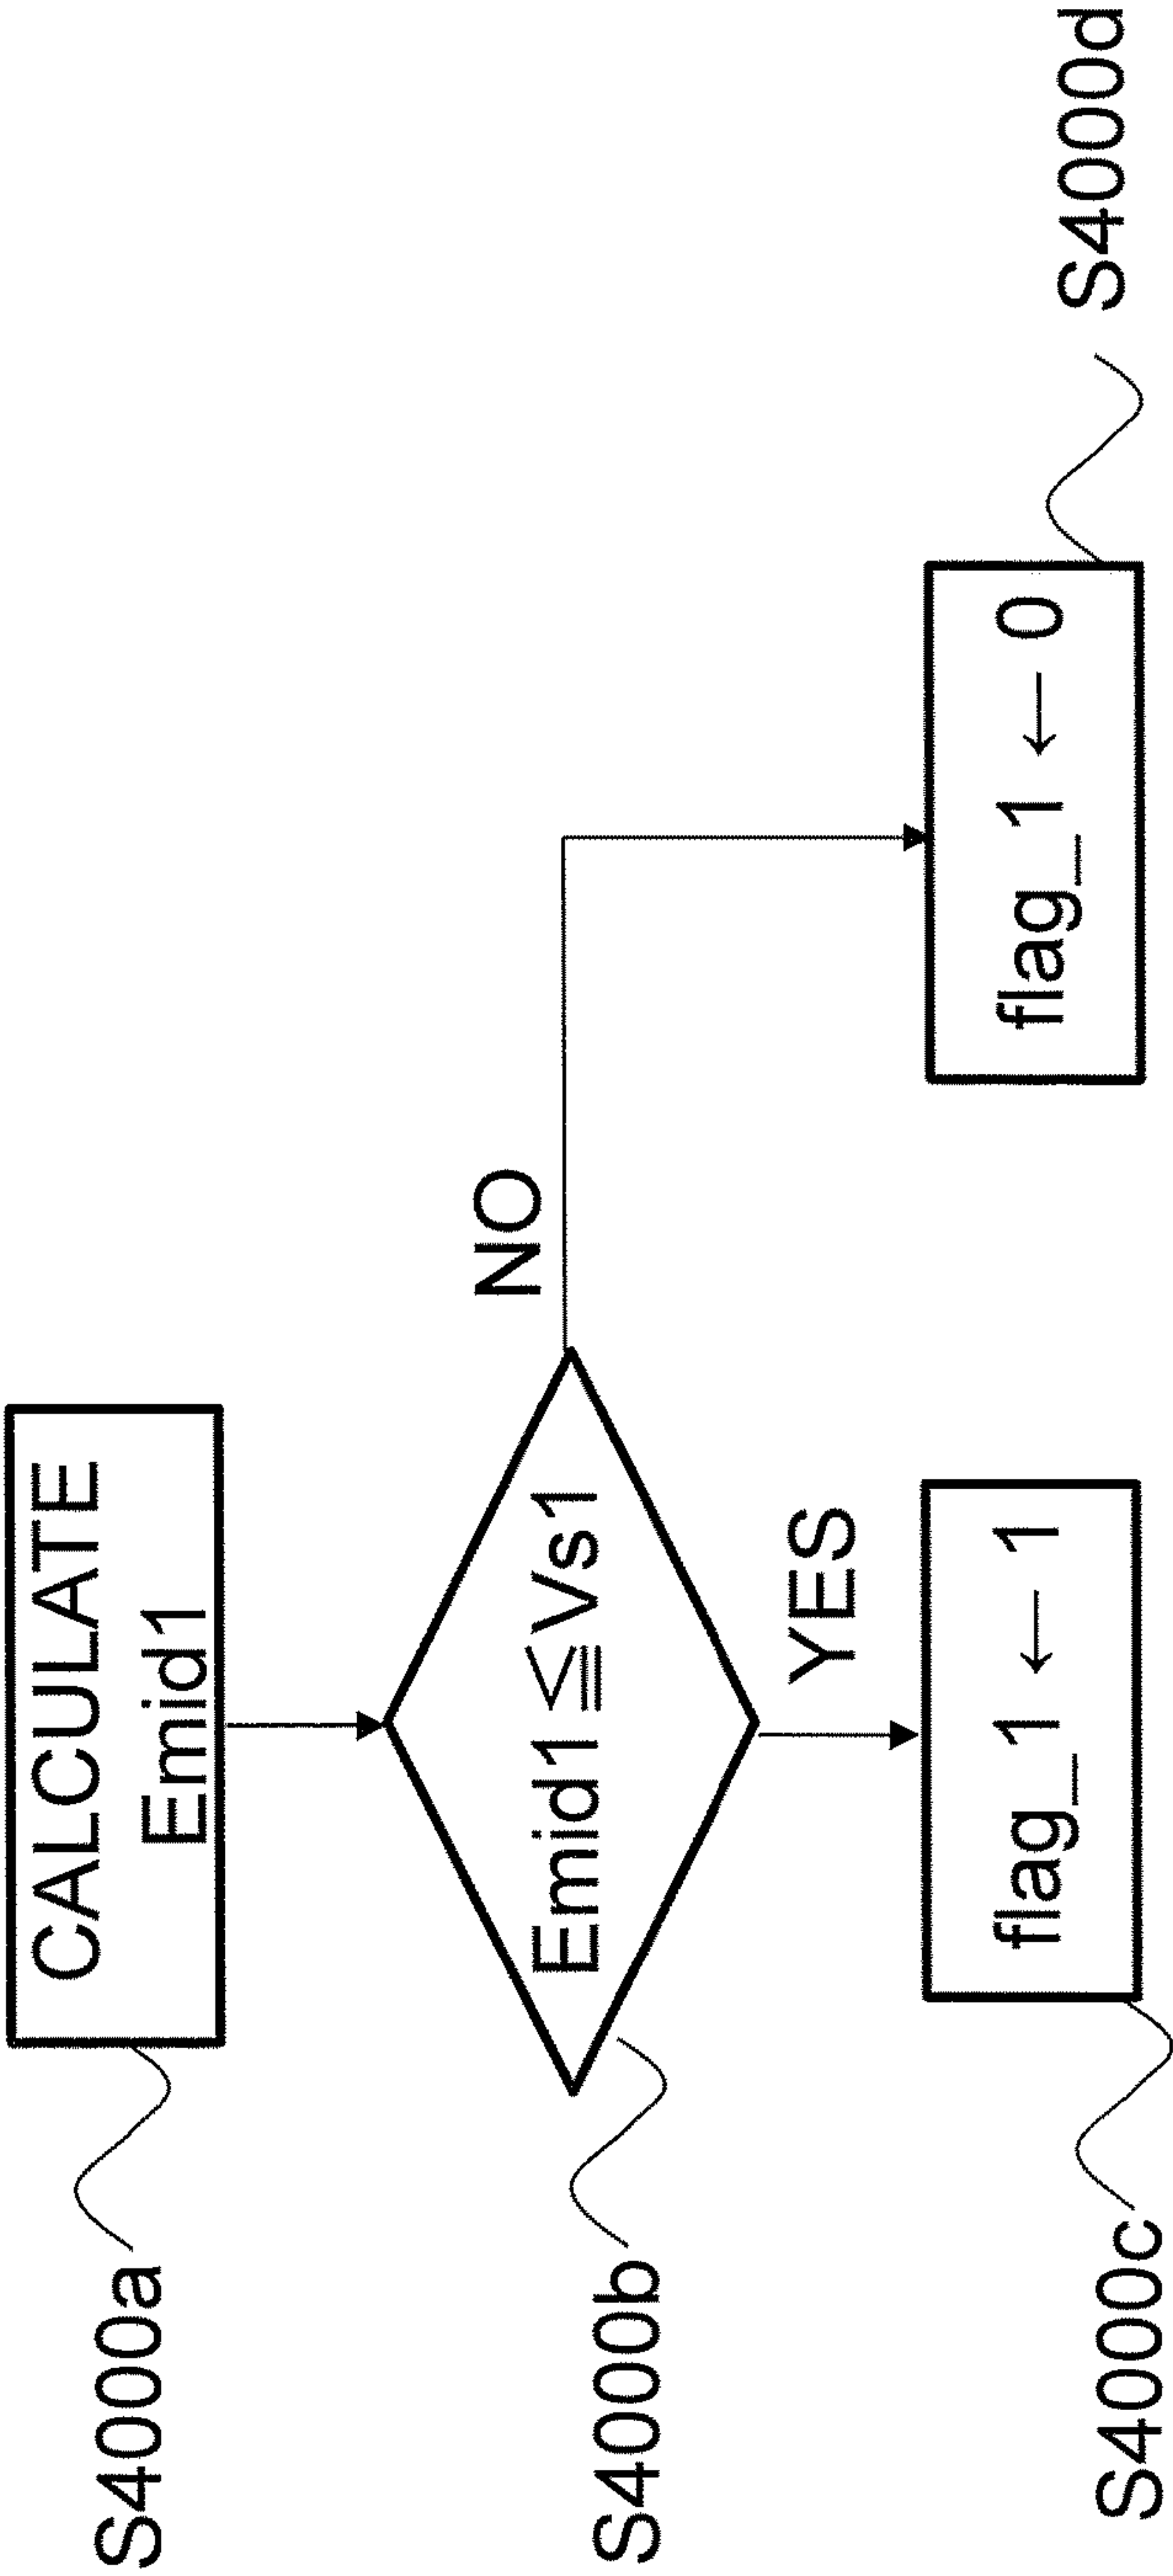 S4000a
CALCULATE
Emid1
S4000b
Emid1≦Vs1
NO
YES
S4000c
flag_1 ← 1
flag_1 ← 0
S4000d